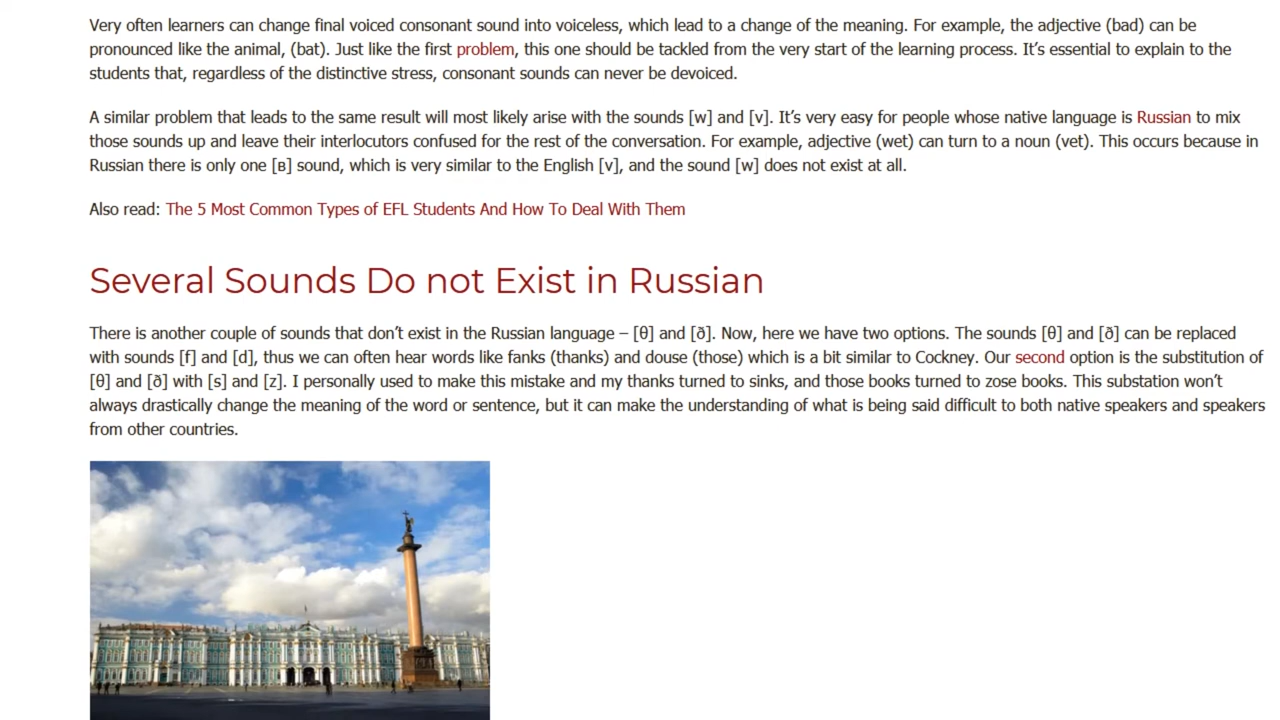 Very often learners can change final voiced consonant sound into voiceless, which lead to a change of the meaning. For example, the adjective (bad) can be
pronounced like the animal, (bat). Just like the first problem, this one should be tackled from the very start of the learning process. It’s essential to explain to the
students that, regardless of the distinctive stress, consonant sounds can never be devoiced.
A similar problem that leads to the same result will most likely arise with the sounds [w] and [v]. It’s very easy for people whose native language is Russian to mix
those sounds up and leave their interlocutors confused for the rest of the conversation. For example, adjective (wet) can turn to a noun (vet). This occurs because in
Russian there is only one [в] sound, which is very similar to the English [v], and the sound [w] does not exist at all.
Also read: The 5 Most Common Types of EFL Students And How To Deal With Them
Several Sounds Do not Exist in Russian
There is another couple of sounds that don’t exist in the Russian language – [θ] and [ð]. Now, here we have two options. The sounds [θ] and [ð] can be replaced
with sounds [f] and [d], thus we can often hear words like fanks (thanks) and douse (those) which is a bit similar to Cockney. Our second option is the substitution of
[θ] and [ð] with [s] and [z]. I personally used to make this mistake and my thanks turned to sinks, and those books turned to zose books. This substation won’t
always drastically change the meaning of the word or sentence, but it can make the understanding of what is being said difficult to both native speakers and speakers
from other countries.